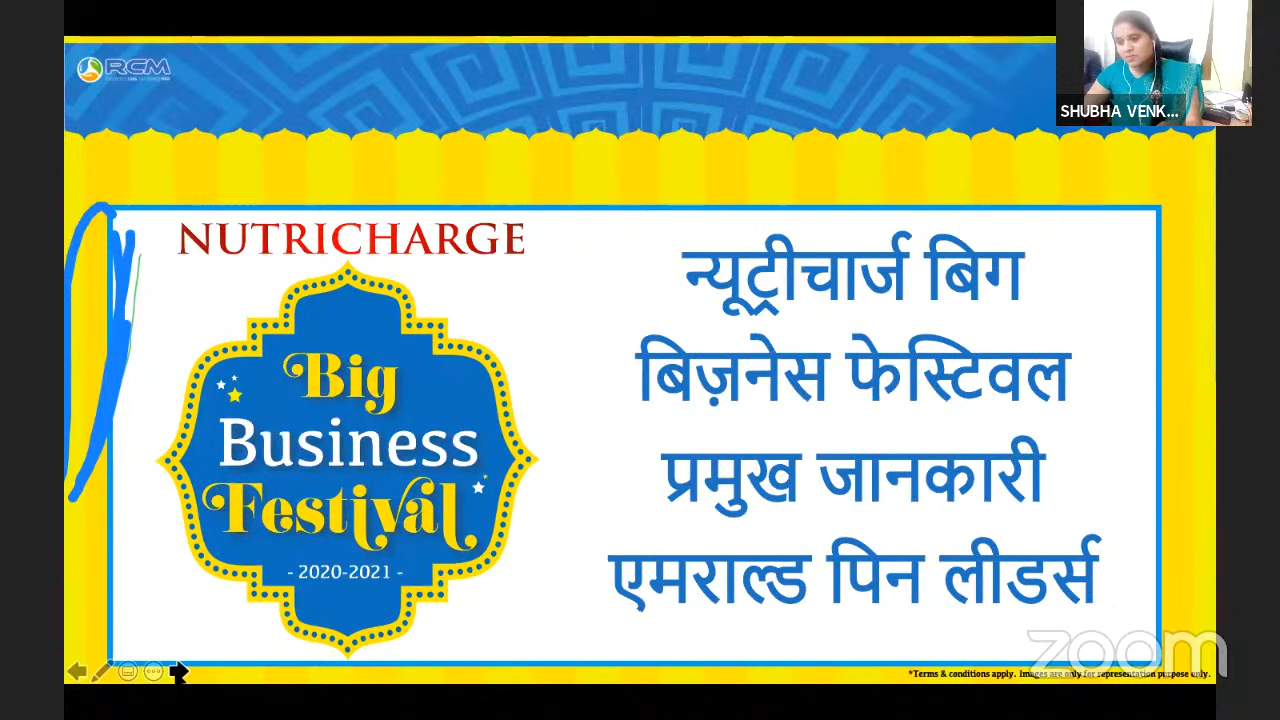 RCM
SHUBHA VENK...
NUTRICHARGE
Big
Business
Festival
- 2020-2021 -
न्यूट्रीचार्ज बिग
बिज़नेस फेस्टिवल
प्रमुख जानकारी
एमराल्ड पिन लीडर्स
zoom
*Terms & conditions apply. Images are only for representation purpose only.